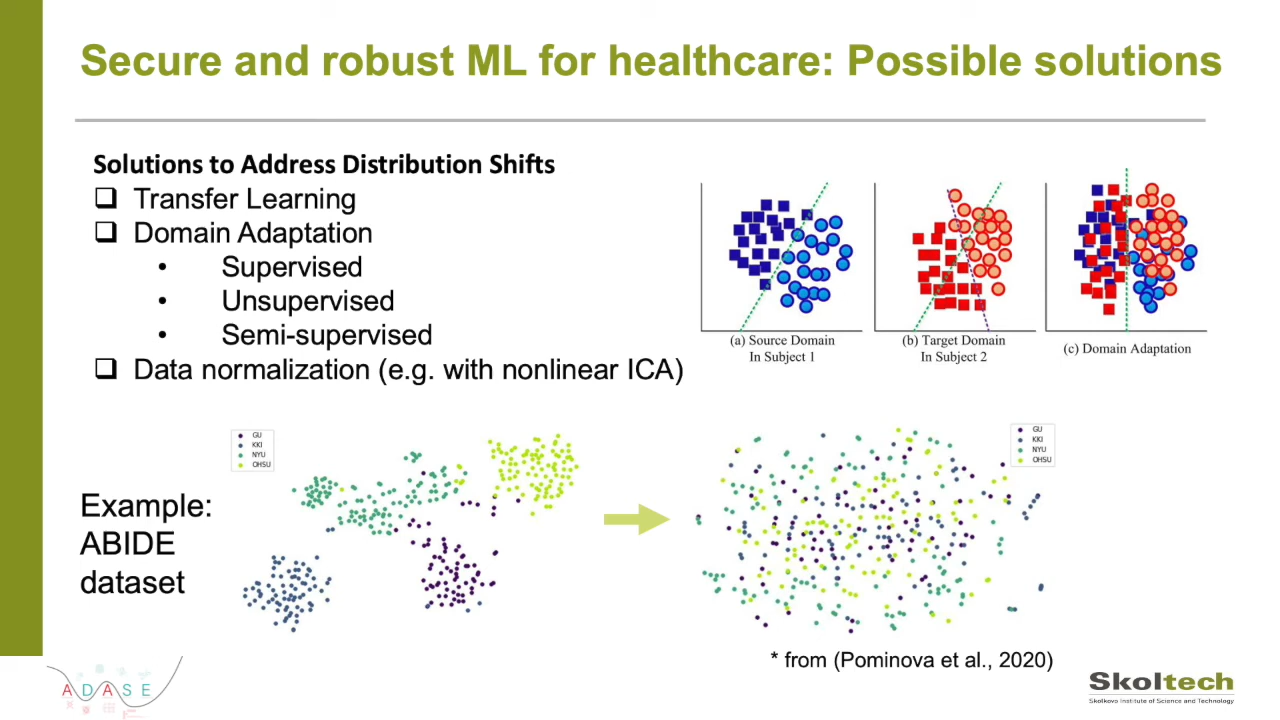 Secure and robust ML for healthcare: Possible solutions
Solutions to Address Distribution Shifts
❑ Transfer Learning
❑ Domain Adaptation
• Supervised
• Unsupervised
• Semi-supervised
❑ Data normalization (e.g. with nonlinear ICA)
(a) Source Domain
In Subject 1
(b) Target Domain
In Subject 2
(c) Domain Adaptation
Example:
ABIDE
dataset
GU
KKI
NYU
OHSU
GU
KKI
NYU
OHSU
* from (Pominova et al., 2020)
ADASE
Skoltech
Skolkovo Institute of Science and Technology